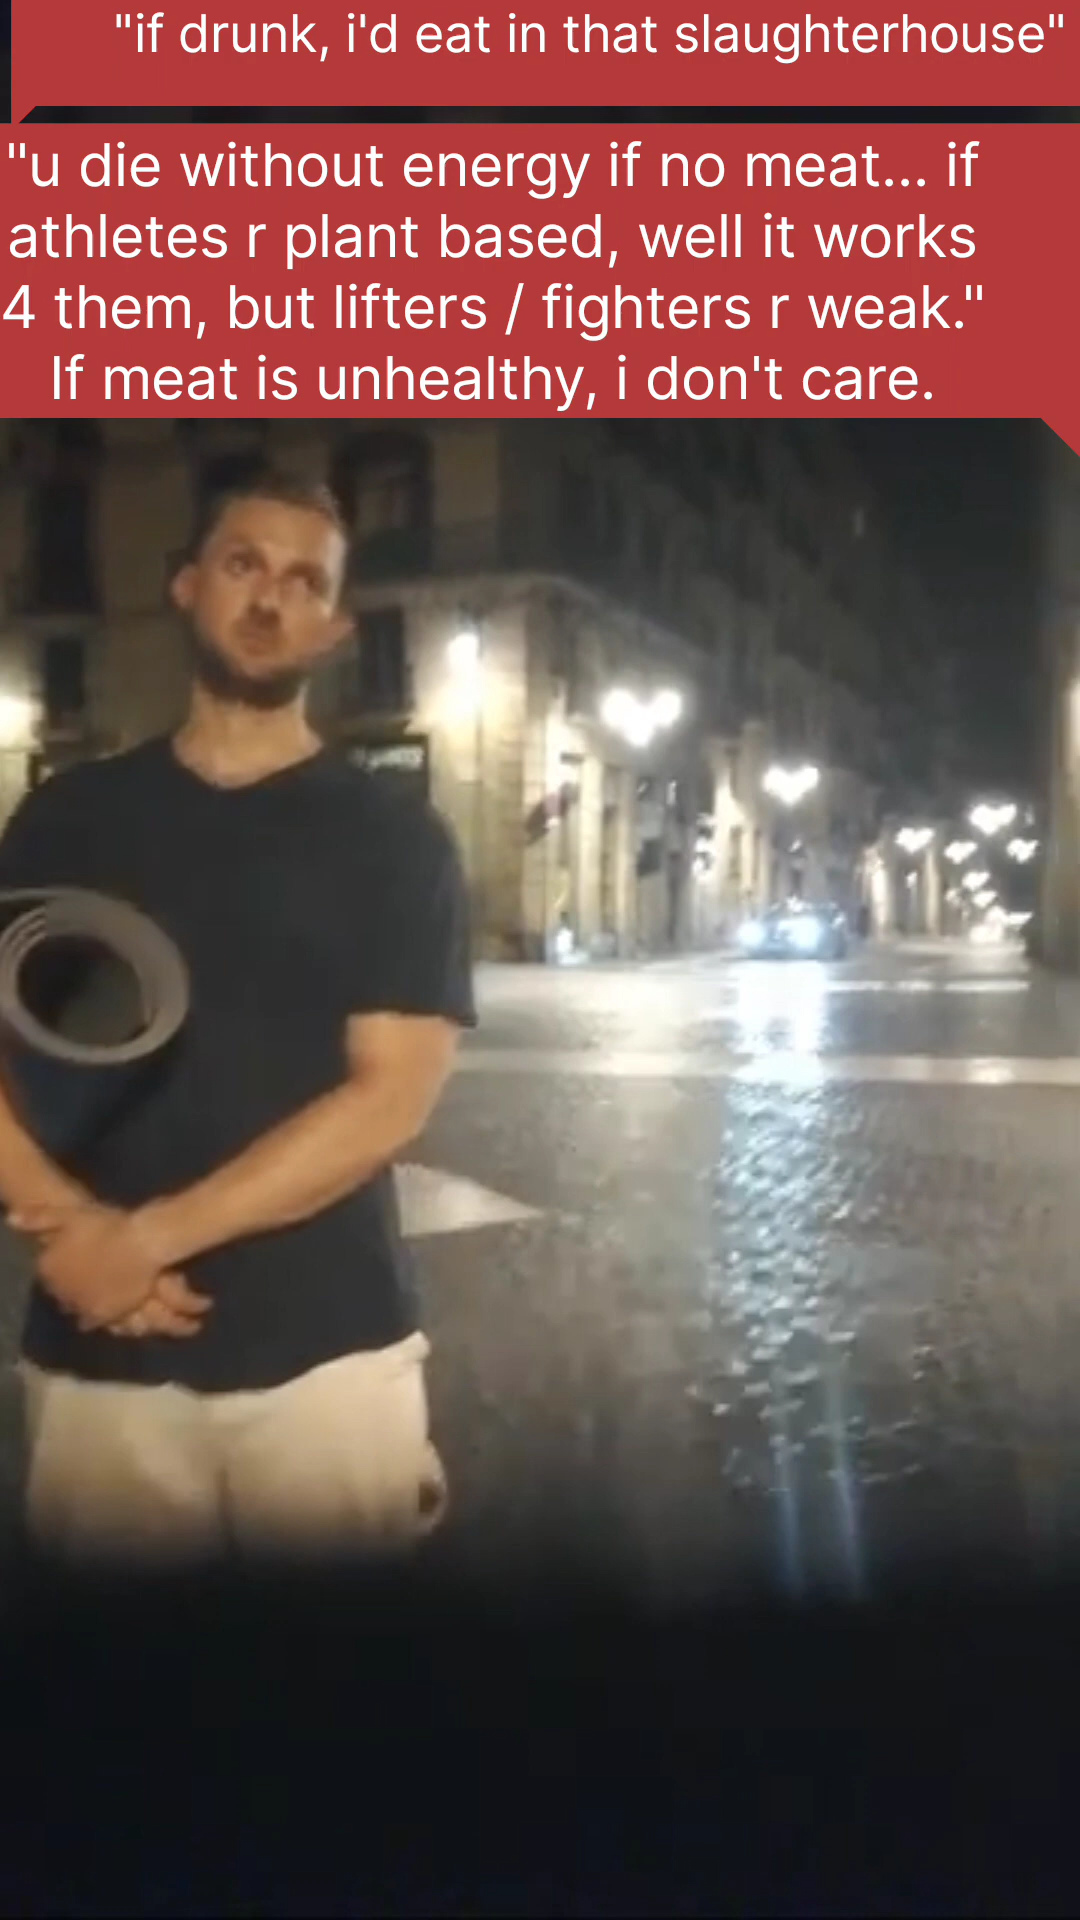 "if drunk, i'd eat in that slaughterhouse"
"u die without energy if no meat... if
athletes r plant based, well it works
4 them, but lifters / fighters r weak."
If meat is unhealthy, i don't care.